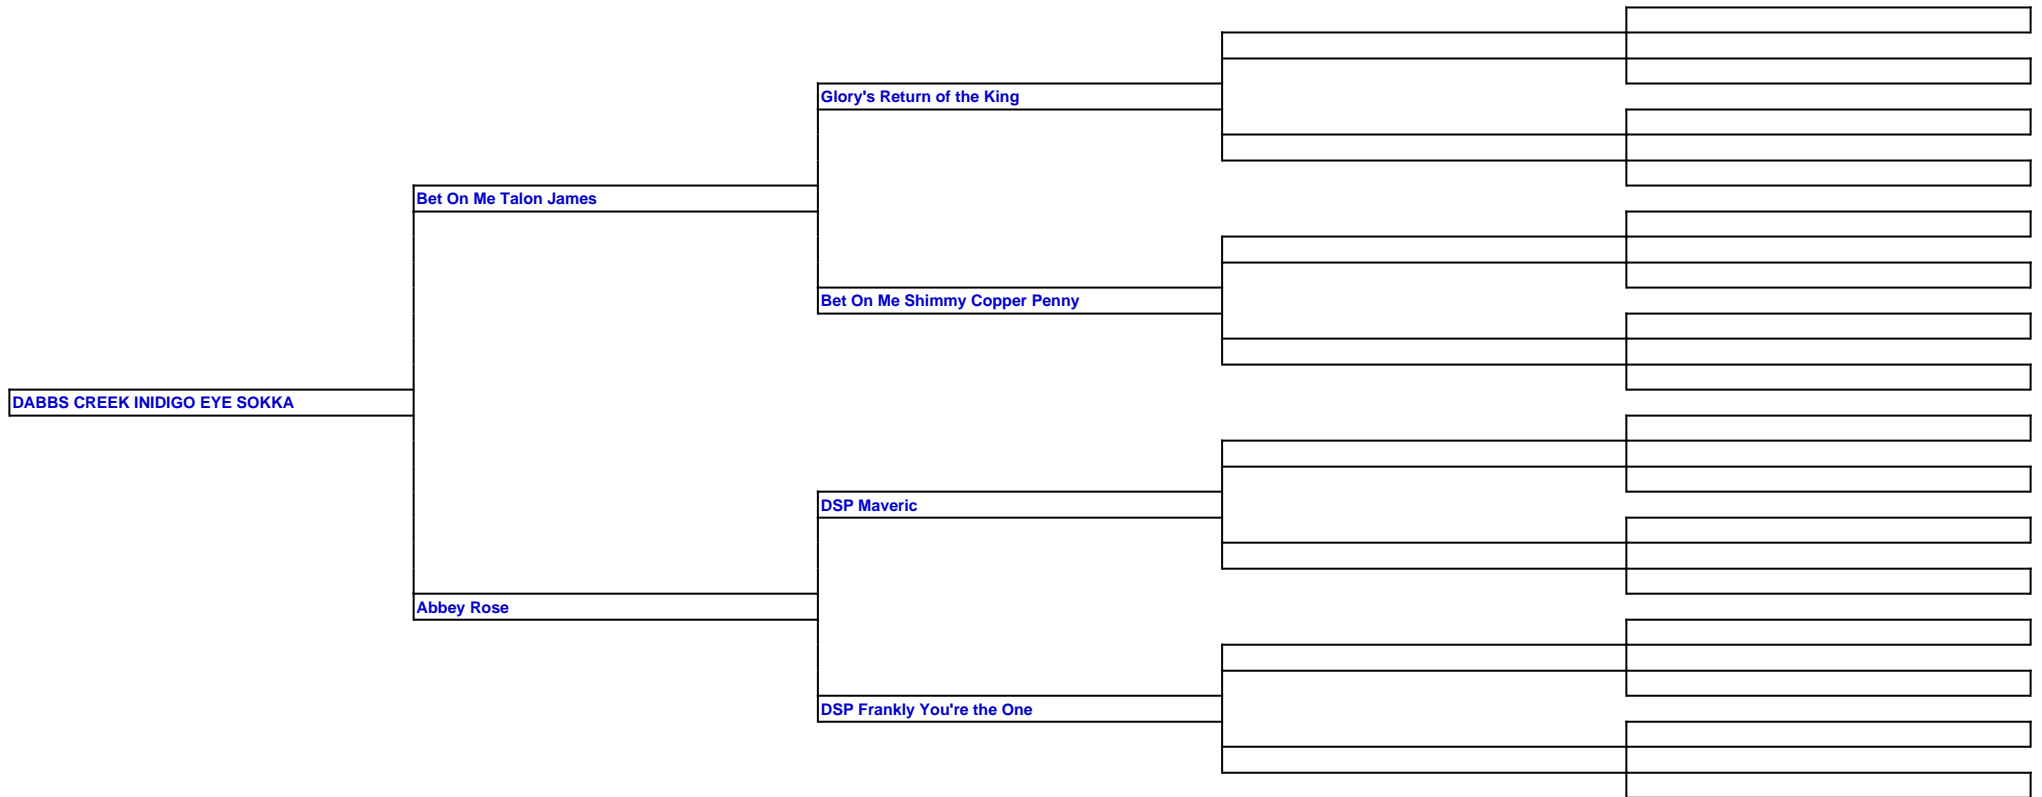 Glory's Return of the King
Bet On Me Talon James
Bet On Me Shimmy Copper Penny
DABBS CREEK INIDIGO EYE SOKKA
DSP Maveric
Abbey Rose
DSP Frankly You're the One